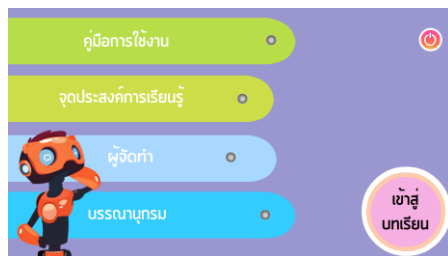 คู่มือการใช้งาน
จุดประสงค์การเรียนรู้
ผู้จัดทำ
บรรณานุกรม
เข้าสู่
บทเรียน